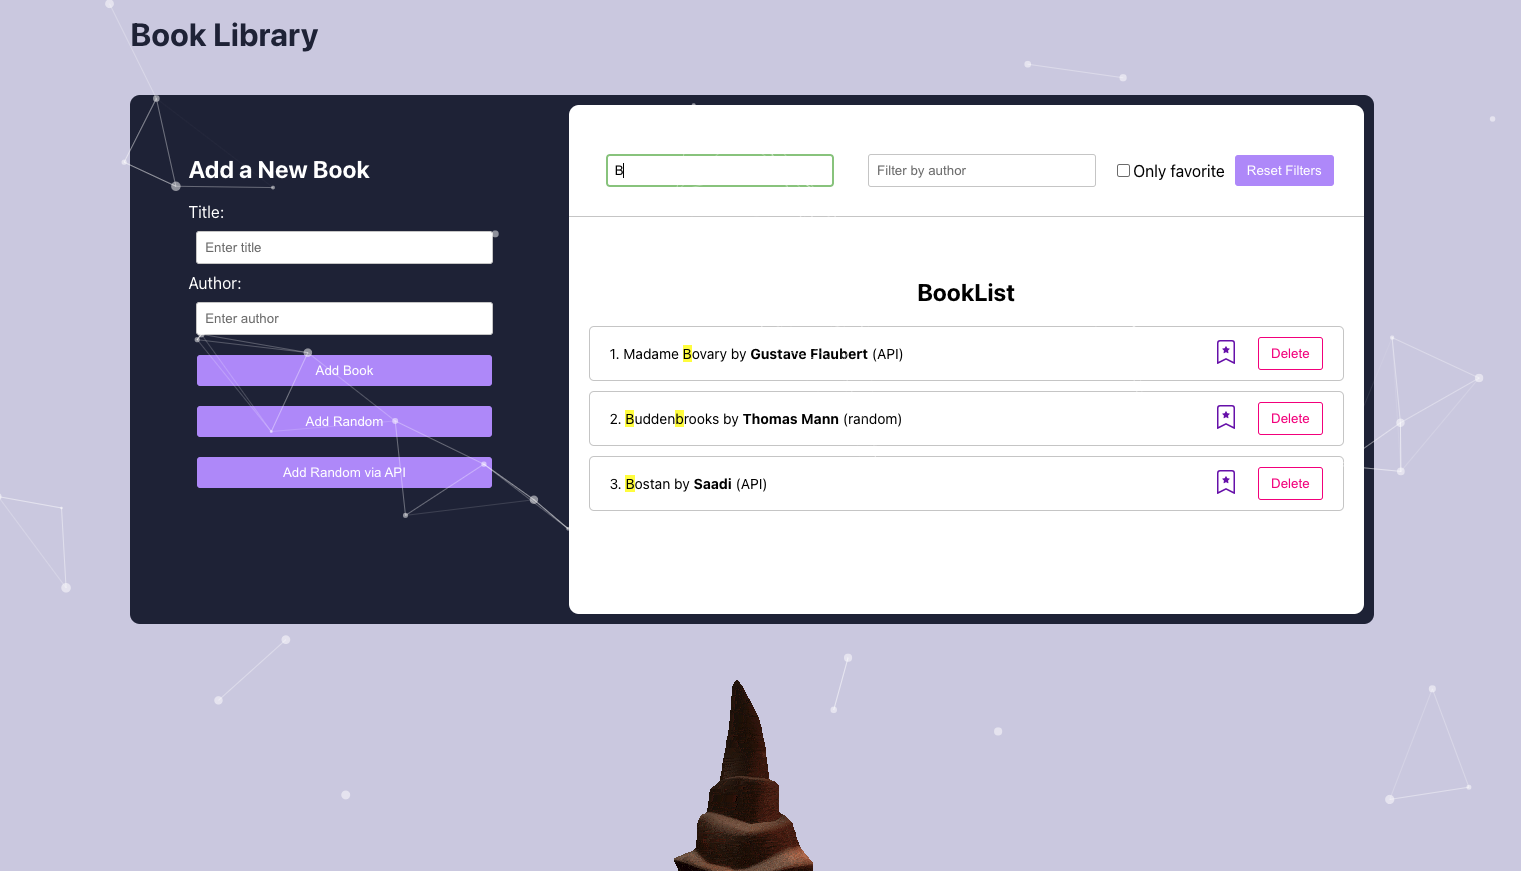 Book Library
Add a New Book
Title:
Enter title
Author:
Enter author
Add Book
Add Random
Add Random via API
B
Filter by author
Only favorite
Reset Filters
BookList
1. Madame Bovary by Gustave Flaubert (API)
Delete
2. Buddenbrooks by Thomas Mann (random)
Delete
3. Bostan by Saadi (API)
Delete